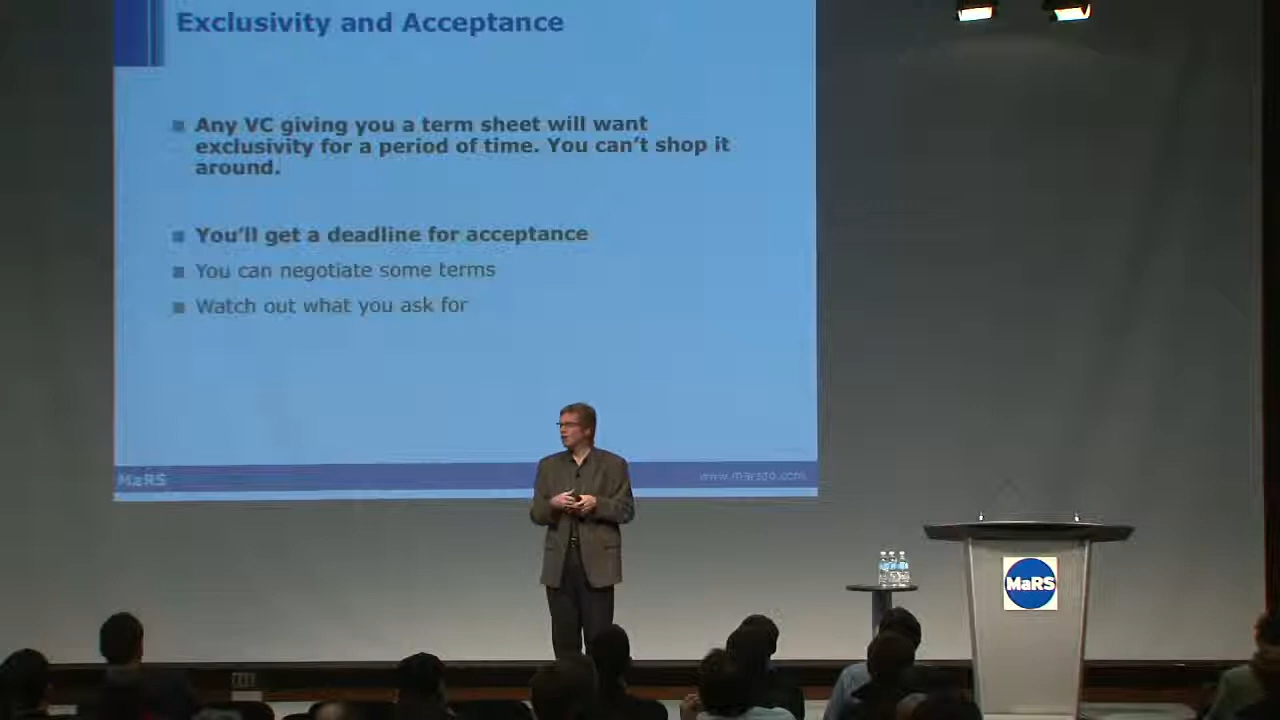 Exclusivity and Acceptance
Any VC giving you a term sheet will want
exclusivity for a period of time. You can't shop it
around.
You'll get a deadline for acceptance
You can negotiate some terms
Watch out what you ask for
MaRS
www.marsdd.com
MaRS